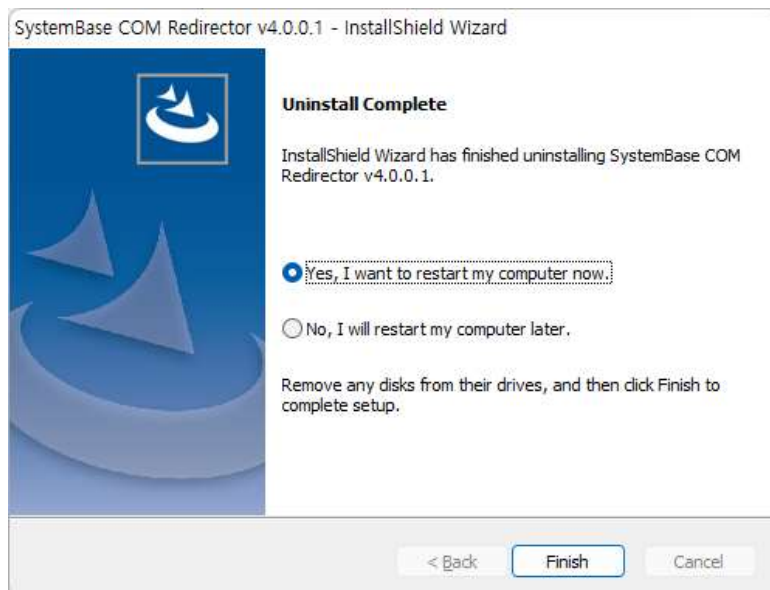 SystemBase COM Redirector v4.0.0.1 - InstallShield Wizard
Uninstall Complete
InstallShield Wizard has finished uninstalling SystemBase COM
Redirector v4.0.0.1.
Yes, I want to restart my computer now.
No, I will restart my computer later.
Remove any disks from their drives, and then click Finish to
complete setup.
< Back Finish Cancel